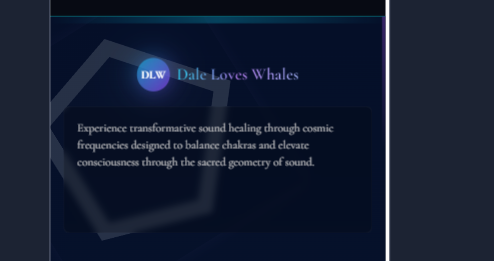 DLW Dale Loves Whales
Experience transformative sound healing through cosmic
frequencies designed to balance chakras and elevate
consciousness through the sacred geometry of sound.